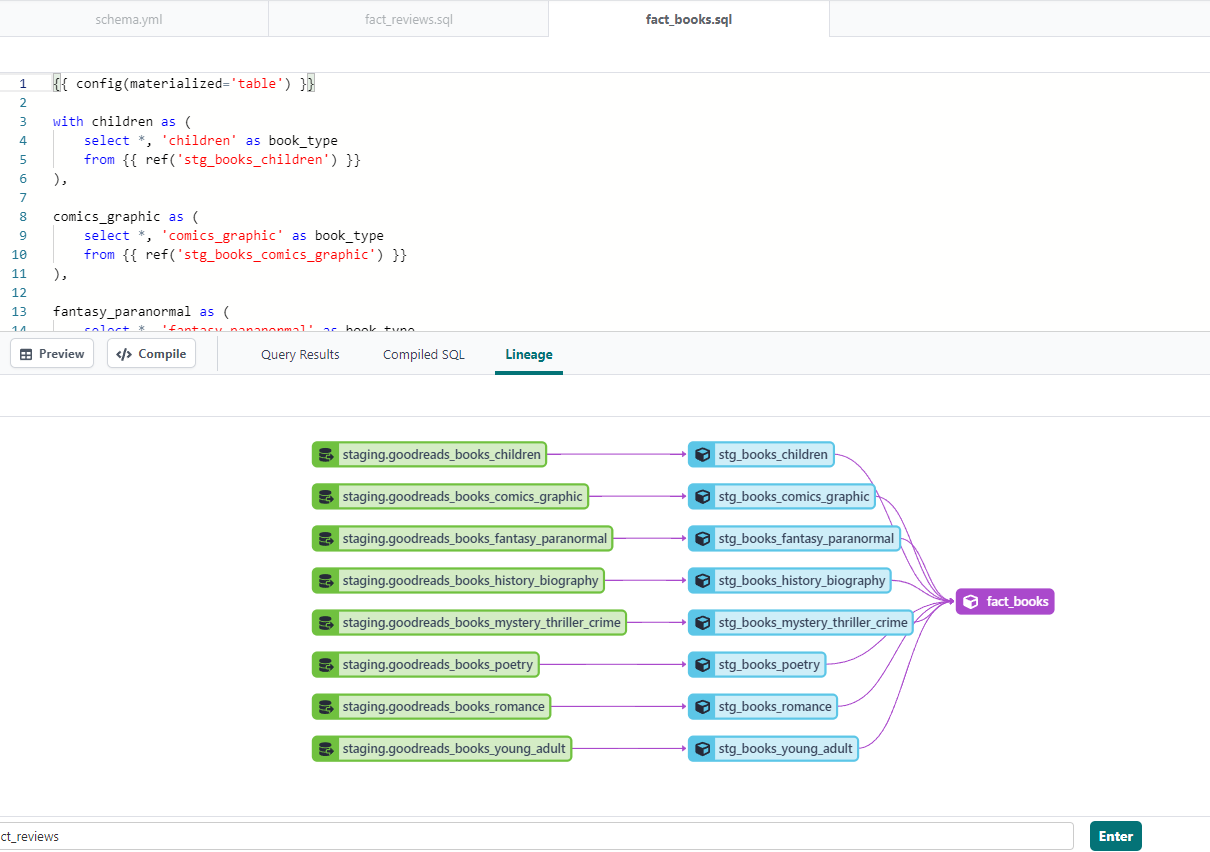 schema.yml
fact_reviews.sql
fact_books.sql
1 {{ config(materialized='table') }}
2
3 with children as (
4 select *, 'children' as book_type
5 from {{ ref('stg_books_children') }}
6 ),
7
8 comics_graphic as (
9 select *, 'comics_graphic' as book_type
10 from {{ ref('stg_books_comics_graphic') }}
11 ),
12
13 fantasy_paranormal as (
14 select *, 'fantasy_paranormal' as book_type
Preview
Compile
Query Results
Compiled SQL
Lineage
staging.goodreads_books_children
stg_books_children
staging.goodreads_books_comics_graphic
stg_books_comics_graphic
staging.goodreads_books_fantasy_paranormal
stg_books_fantasy_paranormal
staging.goodreads_books_history_biography
stg_books_history_biography
fact_books
staging.goodreads_books_mystery_thriller_crime
stg_books_mystery_thriller_crime
staging.goodreads_books_poetry
stg_books_poetry
staging.goodreads_books_romance
stg_books_romance
staging.goodreads_books_young_adult
stg_books_young_adult
ct_reviews
Enter